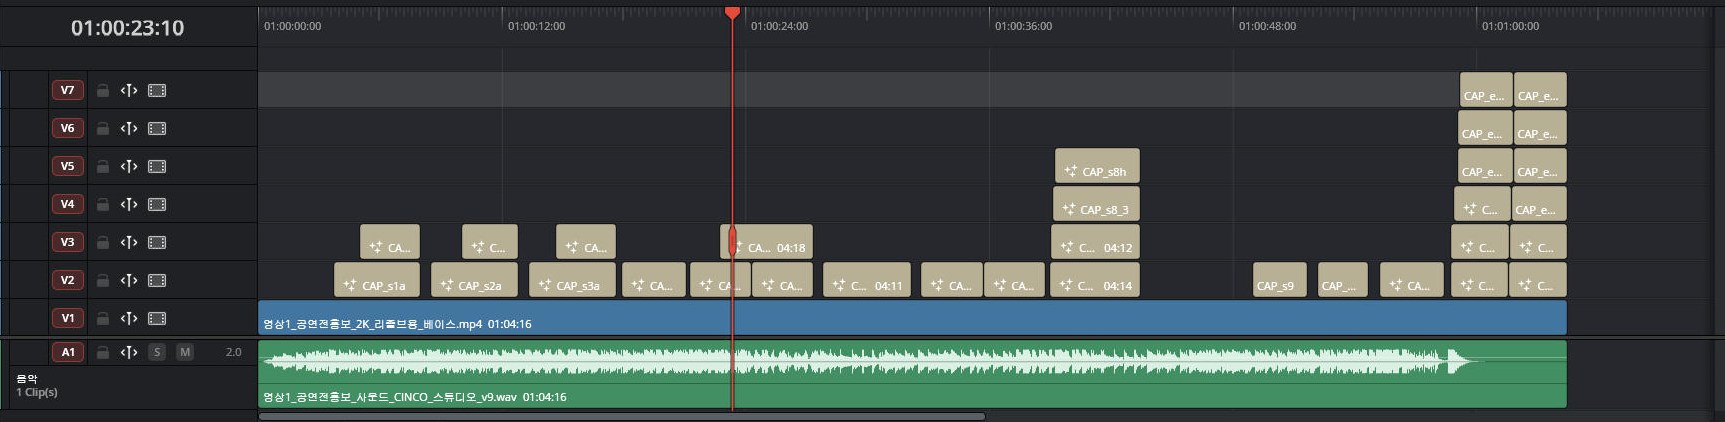 01:00:23:10
01:00:00:00 01:00:12:00 01:00:24:00 01:00:36:00 01:00:48:00 01:01:00:00
V7 CAP_e... CAP_e...
V6 CAP_e... CAP_e...
V5 CAP_s8h CAP_e... CAP_e...
V4 CAP_s8_3 C... CAP_e...
V3 CA... C... CA... CA... 04:18 C... 04:12 C... C...
V2 CAP_s1a CAP_s2a CAP_s3a CA... CA... CA... C... 04:11 CA... CA... C... 04:14 CAP_s9 CAP_... CA... C... C...
V1 영상1_공연전홍보_2K_리졸브용_베이스.mp4 01:04:16
A1 S M 2.0
음악
1 Clip(s)
영상1_공연전홍보_사운드_CINCO_스튜디오_v9.wav 01:04:16